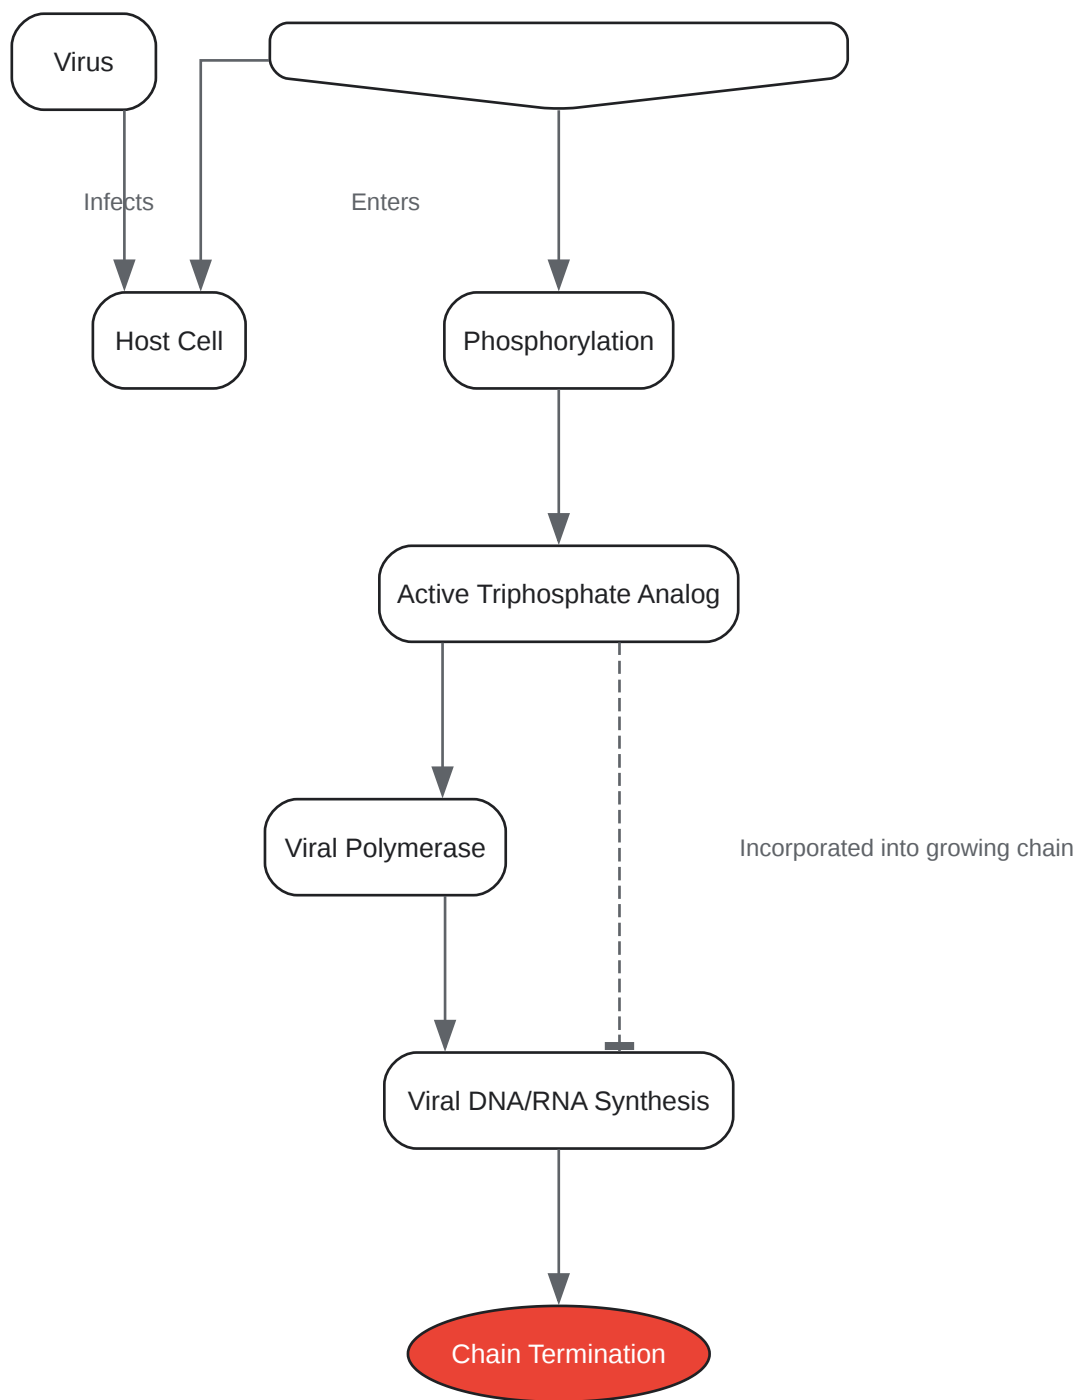 Virus
Infects
Enters
Host Cell
Phosphorylation
Active Triphosphate Analog
Viral Polymerase
Incorporated into growing chain
Viral DNA/RNA Synthesis
Chain Termination